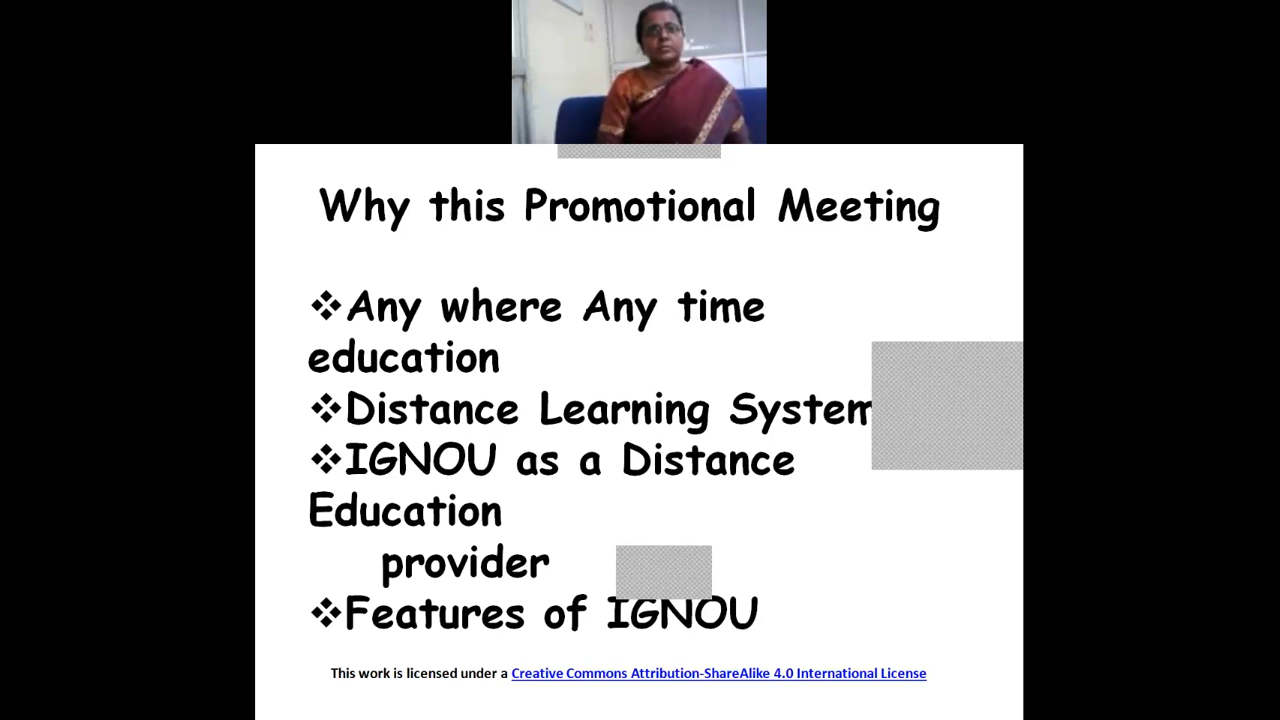 Why this Promotional Meeting
❖Any where Any time
education
❖Distance Learning System
❖IGNOU as a Distance
Education
provider
❖Features of IGNOU
This work is licensed under a Creative Commons Attribution-ShareAlike 4.0 International License